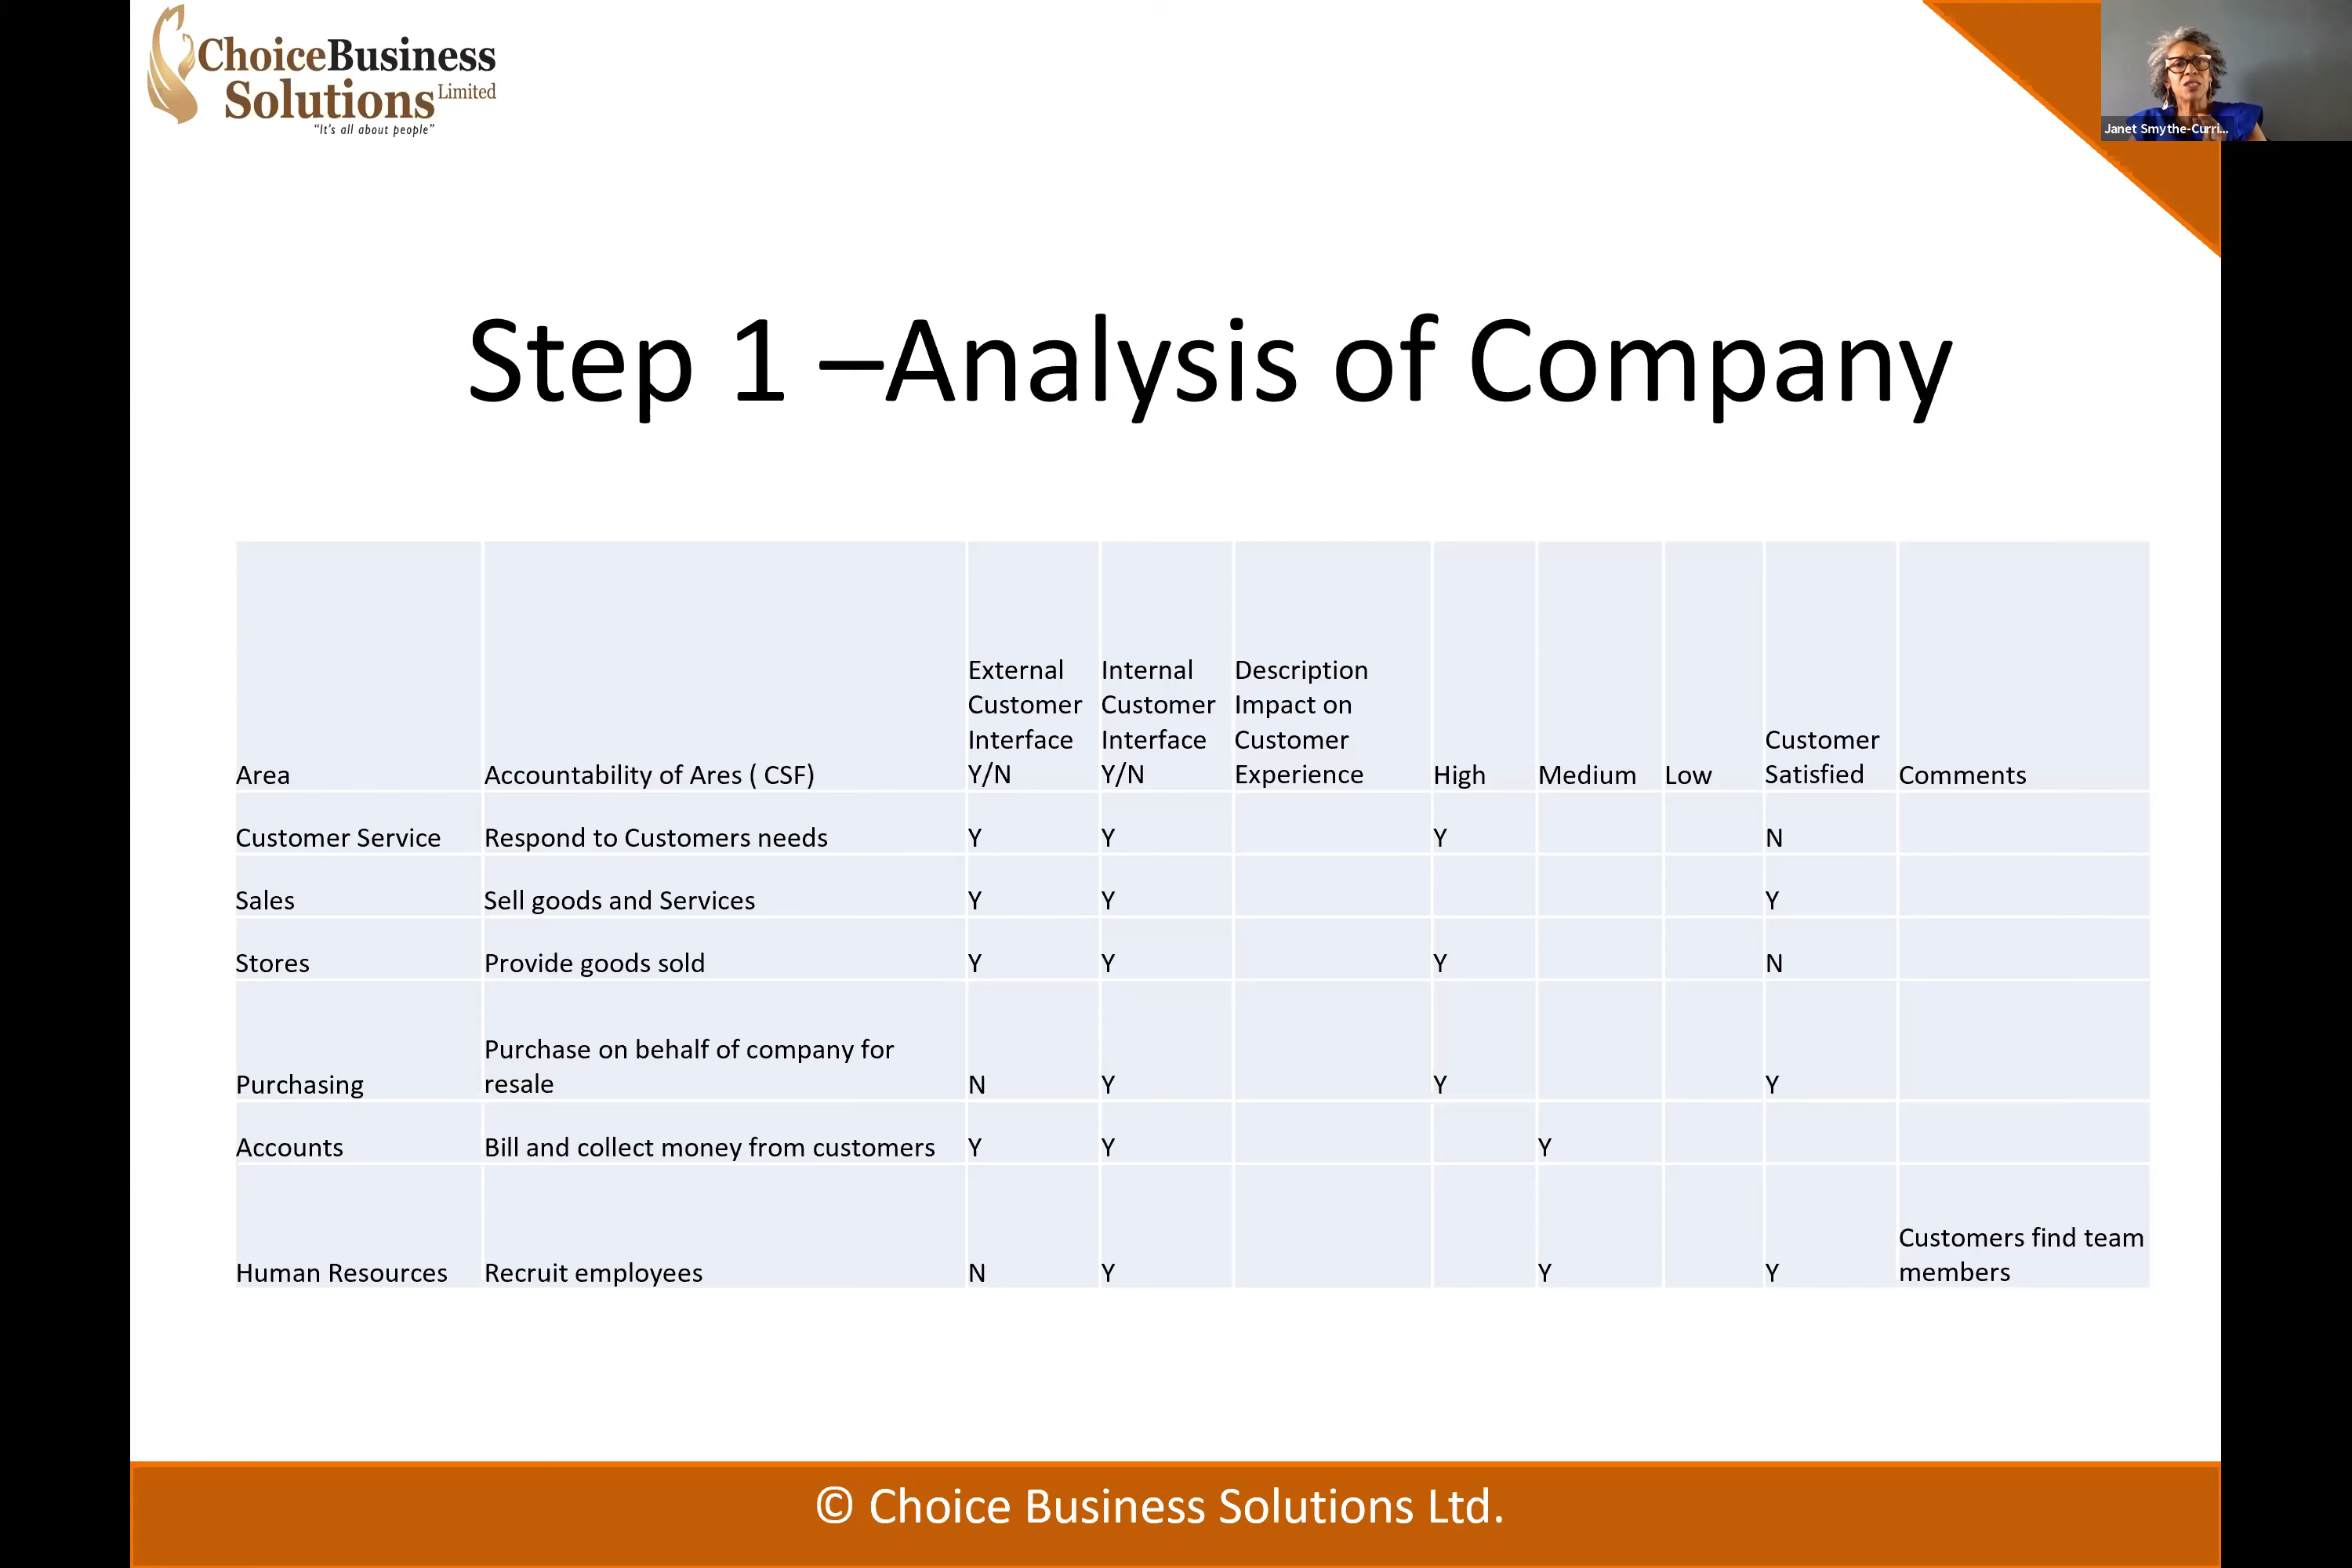 ChoiceBusiness
Solutions Limited
“It’s all about people”
Janet Smythe-Curri...
Step 1 –Analysis of Company
Area
Accountability of Ares ( CSF)
External
Customer
Interface
Y/N
Internal
Customer
Interface
Y/N
Description
Impact on
Customer
Experience
High
Medium
Low
Customer
Satisfied
Comments
Customer Service
Respond to Customers needs
Y
Y
Y
N
Sales
Sell goods and Services
Y
Y
Y
Stores
Provide goods sold
Y
Y
Y
N
Purchasing
Purchase on behalf of company for
resale
N
Y
Y
Y
Accounts
Bill and collect money from customers
Y
Y
Y
Human Resources
Recruit employees
N
Y
Y
Y
Customers find team
members
© Choice Business Solutions Ltd.